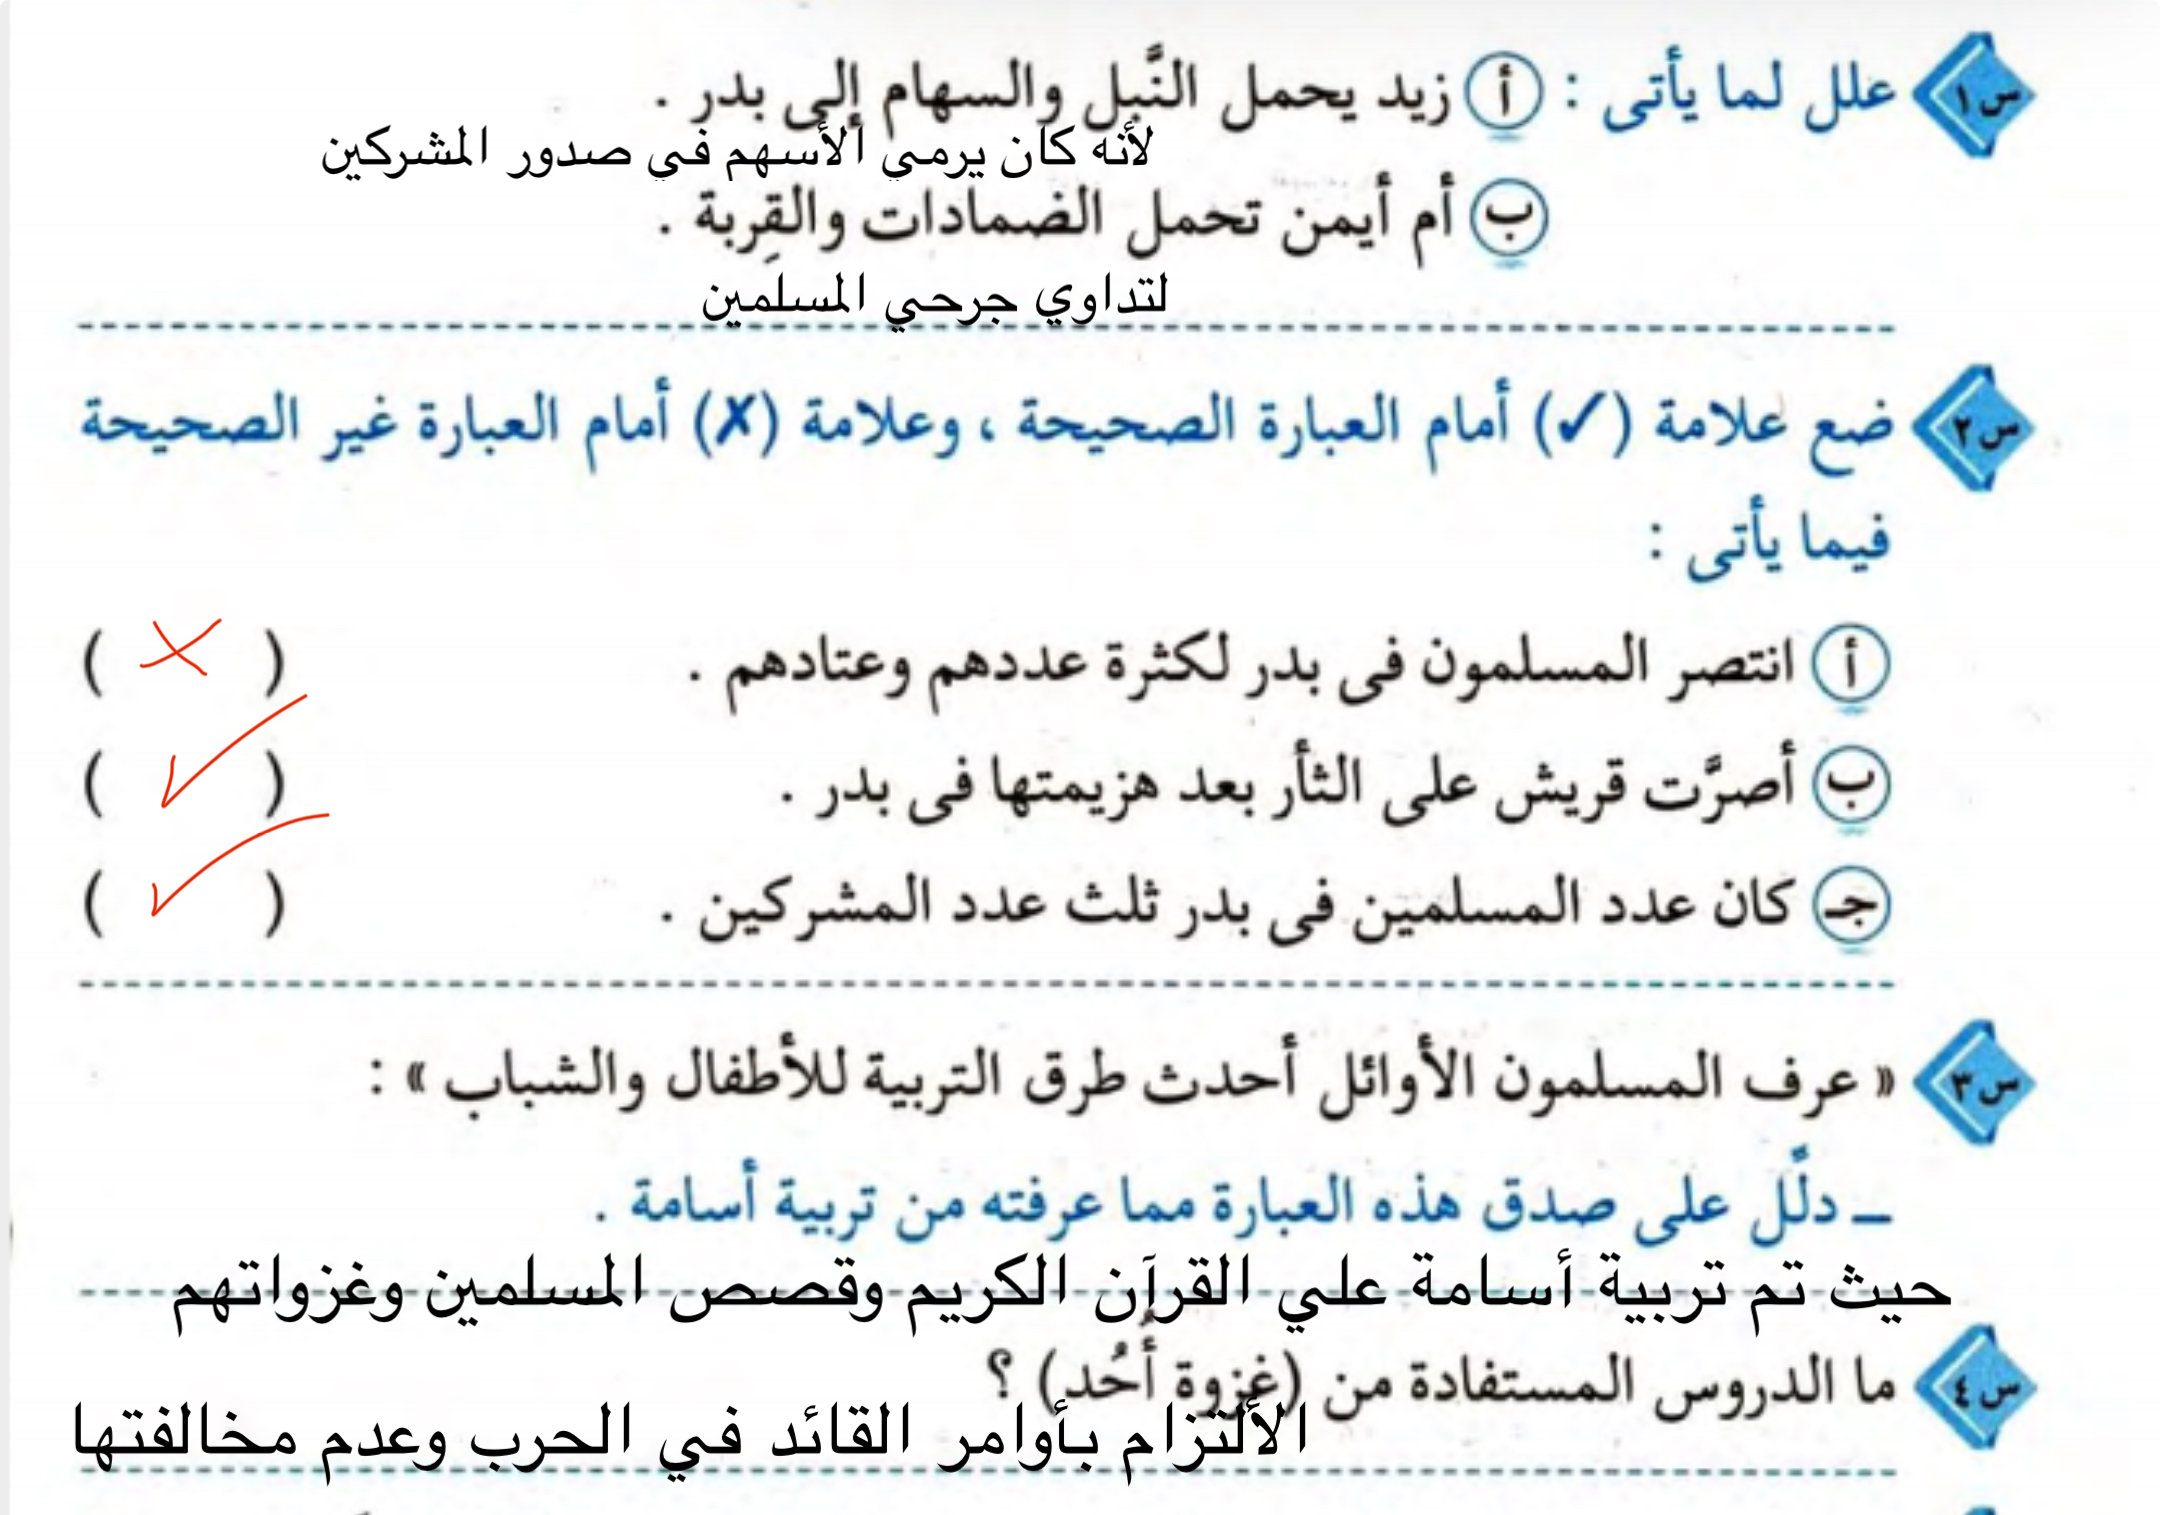 س١ علل لما يأتى : أ زيد يحمل النَّبل والسهام إلى بدر .
لأنه كان يرمي الأسهم في صدور المشركين
ب أم أيمن تحمل الضمادات والقِربة .
لتداوي جرحي المسلمين
س٢ ضع علامة (✓) أمام العبارة الصحيحة ، وعلامة (✗) أمام العبارة غير الصحيحة
فيما يأتى :
أ انتصر المسلمون فى بدر لكثرة عددهم وعتادهم . ( ✗ )
ب أصرَّت قريش على الثأر بعد هزيمتها فى بدر . ( ✓ )
جـ كان عدد المسلمين فى بدر ثلث عدد المشركين . ( ✓ )
س٣ « عرف المسلمون الأوائل أحدث طرق التربية للأطفال والشباب » :
ـ دلَّل على صدق هذه العبارة مما عرفته من تربية أسامة .
حيث تم تربية أسامة علي القرآن الكريم وقصص المسلمين وغزواتهم
س٤ ما الدروس المستفادة من (غزوة أُحُد) ؟
الألتزام بأوامر القائد في الحرب وعدم مخالفتها